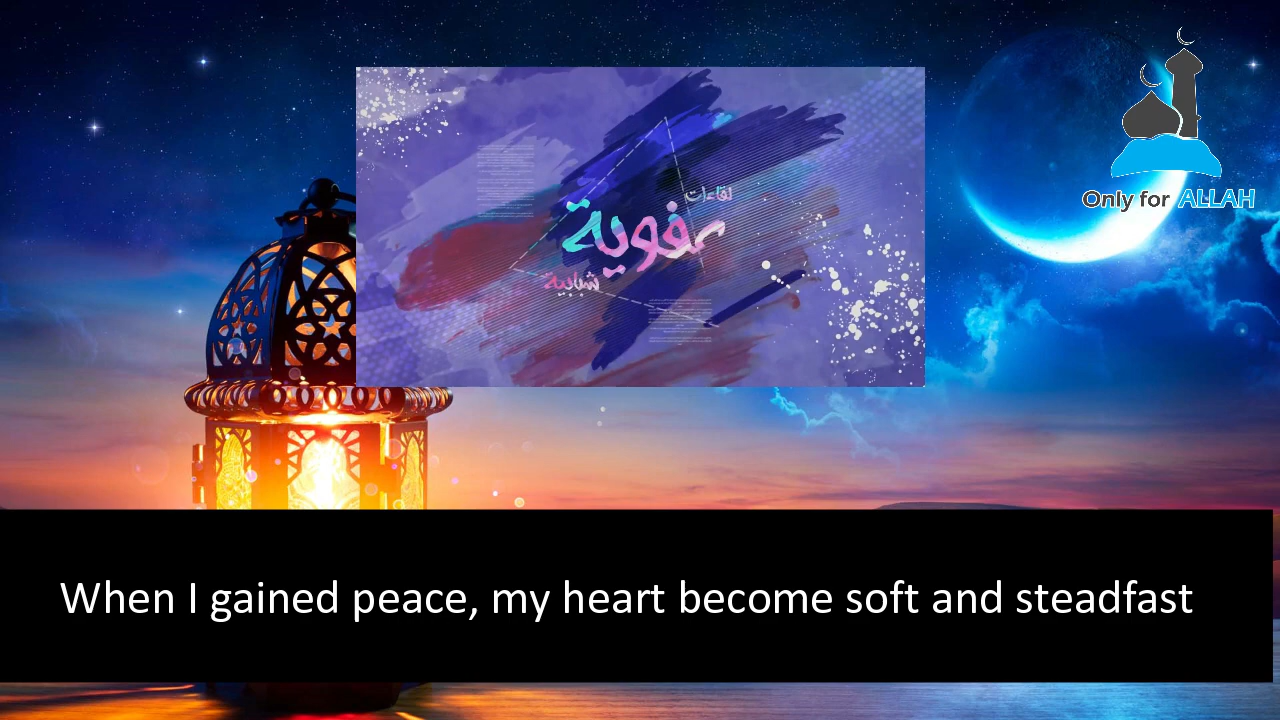 Only for ALLAH
لقاءات
عفوية
شبابية
When I gained peace, my heart become soft and steadfast